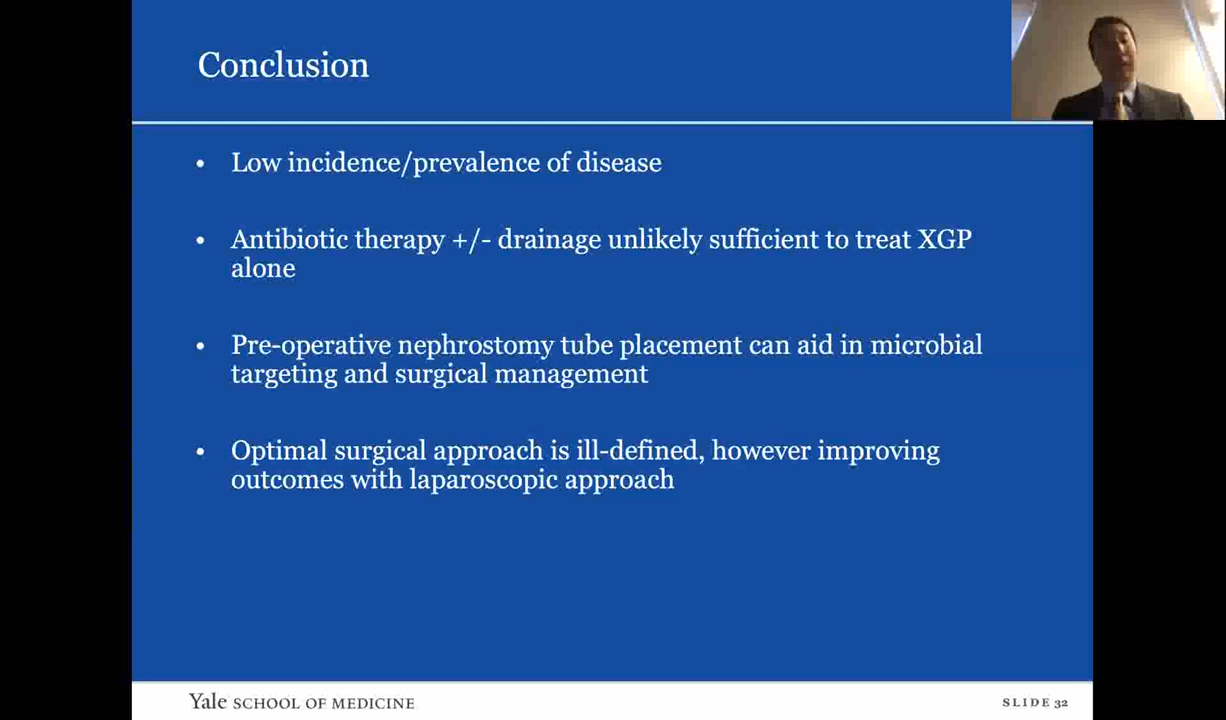 Conclusion
• Low incidence/prevalence of disease
• Antibiotic therapy +/- drainage unlikely sufficient to treat XGP
alone
• Pre-operative nephrostomy tube placement can aid in microbial
targeting and surgical management
• Optimal surgical approach is ill-defined, however improving
outcomes with laparoscopic approach
Yale SCHOOL OF MEDICINE
SLIDE 32